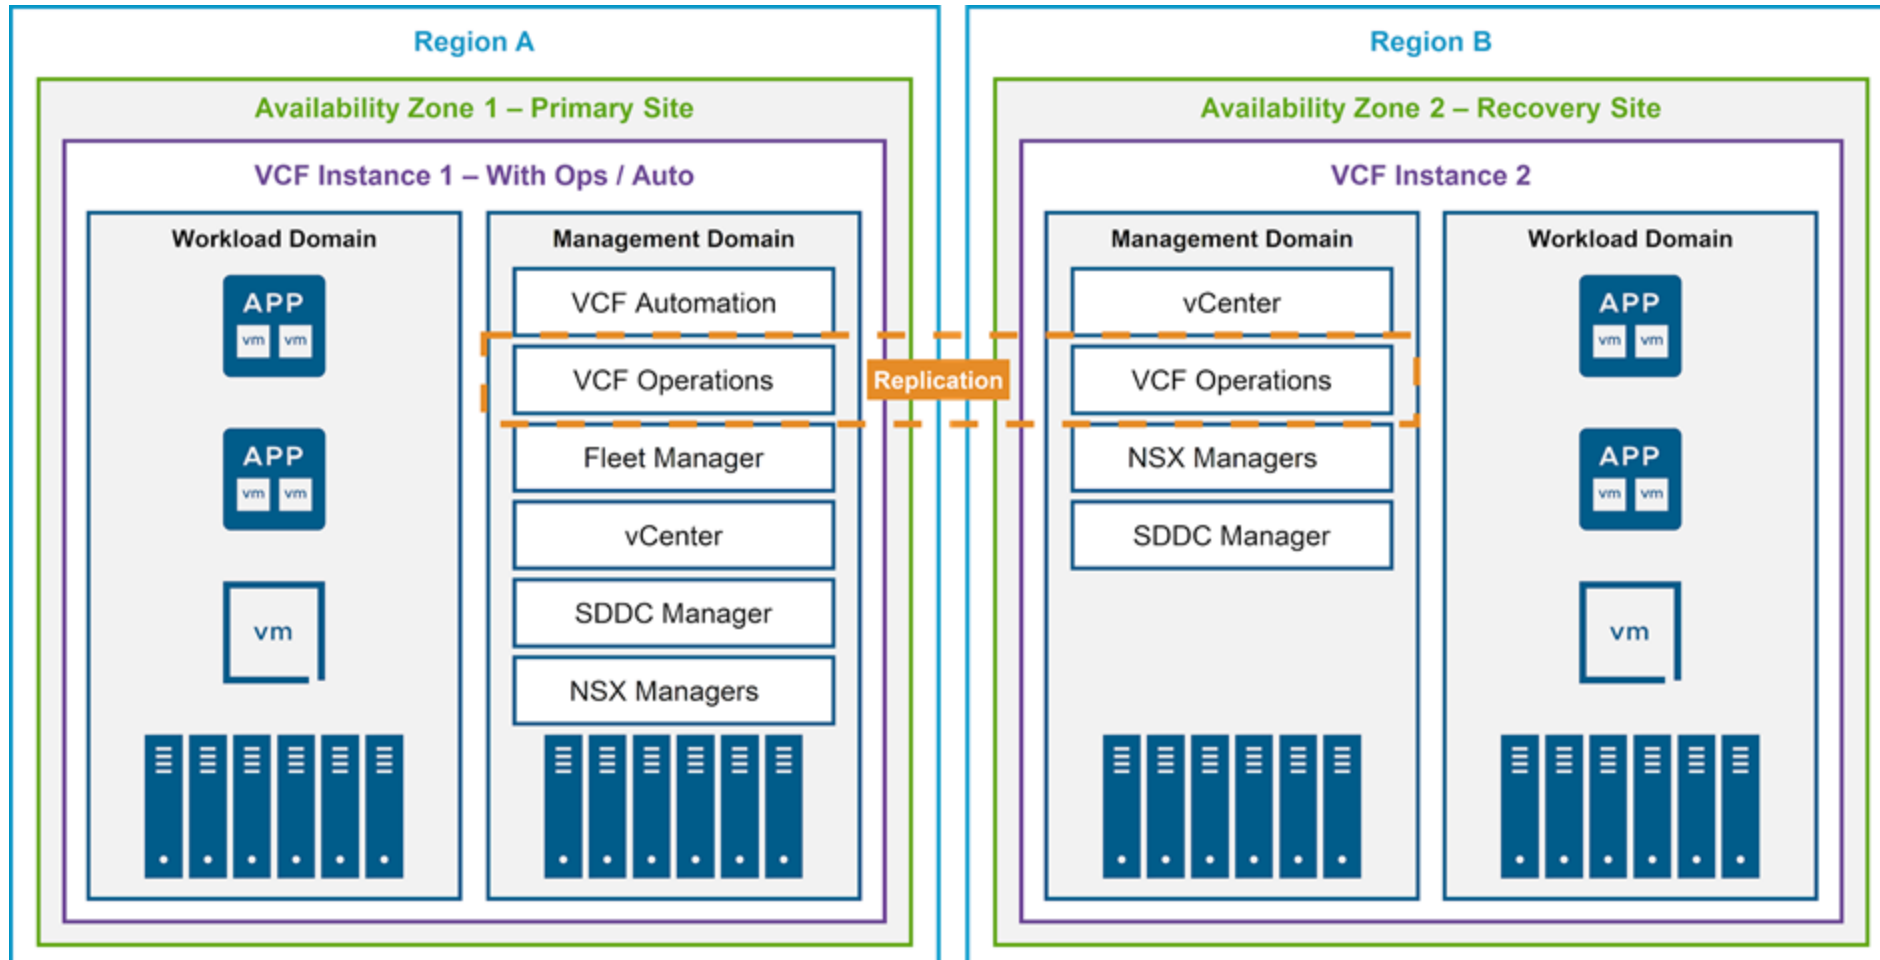 Region A
Availability Zone 1 – Primary Site
VCF Instance 1 – With Ops / Auto
Workload Domain
APP
vm vm
APP
vm vm
vm
Management Domain
VCF Automation
VCF Operations
Fleet Manager
vCenter
SDDC Manager
NSX Managers
Replication
Region B
Availability Zone 2 – Recovery Site
VCF Instance 2
Management Domain
vCenter
VCF Operations
NSX Managers
SDDC Manager
Workload Domain
APP
vm vm
APP
vm vm
vm